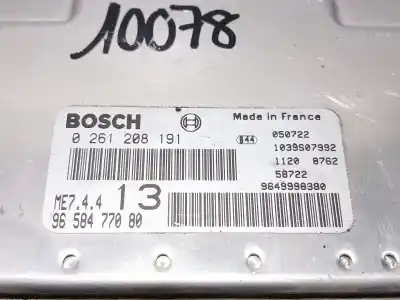 10078
BOSCH
Made in France
0 261 208 191
s44
050722
1039S07992
1120 8762
58722
9649998380
ME7.4.4 13
96 584 770 80